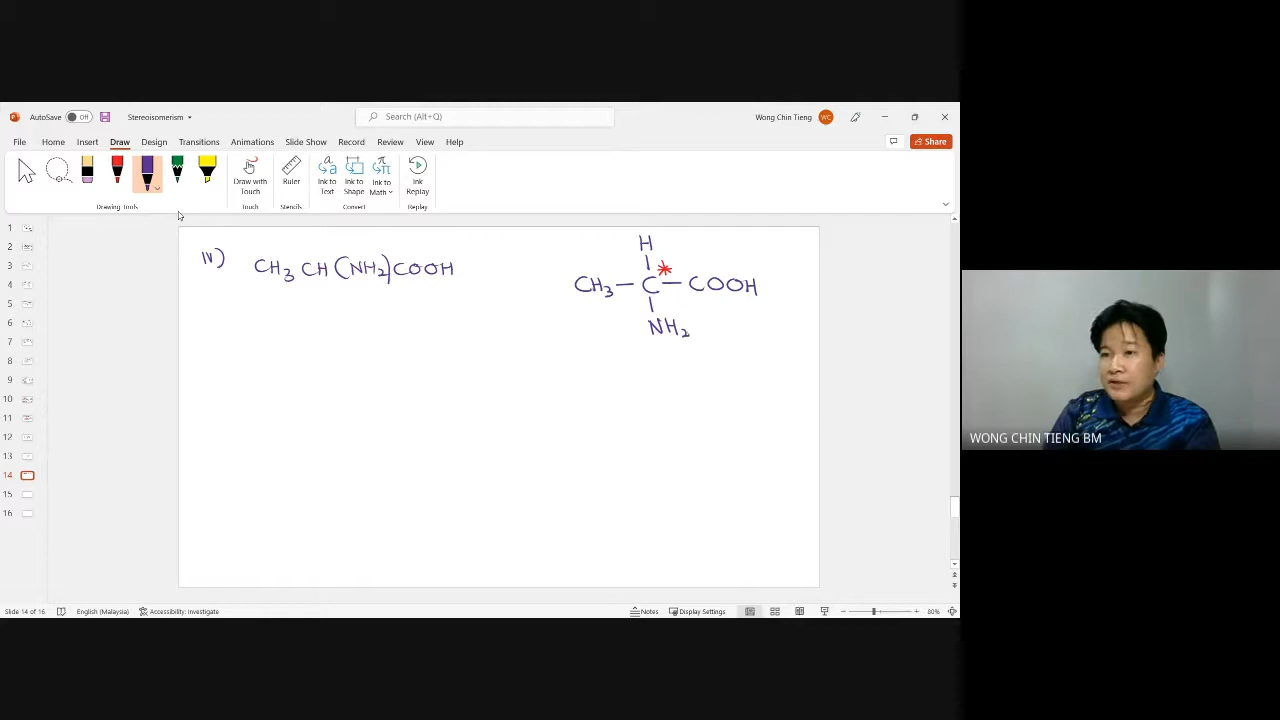 AutoSave Off
Stereoisomerism
Search (Alt+Q)
Wong Chin Tieng WC
File Home Insert Draw Design Transitions Animations Slide Show Record Review View Help
Share
Draw with Touch
Ruler
Ink to Text
Ink to Shape
Ink to Math
Ink Replay
Drawing Tools
Touch
Stencils
Convert
Replay
1
2
3
4
5
6
7
8
9
10
11
12
13
14
15
16
IV) CH3 CH (NH2) COOH
H
*
CH3 — C — COOH
NH2
WONG CHIN TIENG BM
Slide 14 of 16
English (Malaysia)
Accessibility: Investigate
Notes
Display Settings
80%